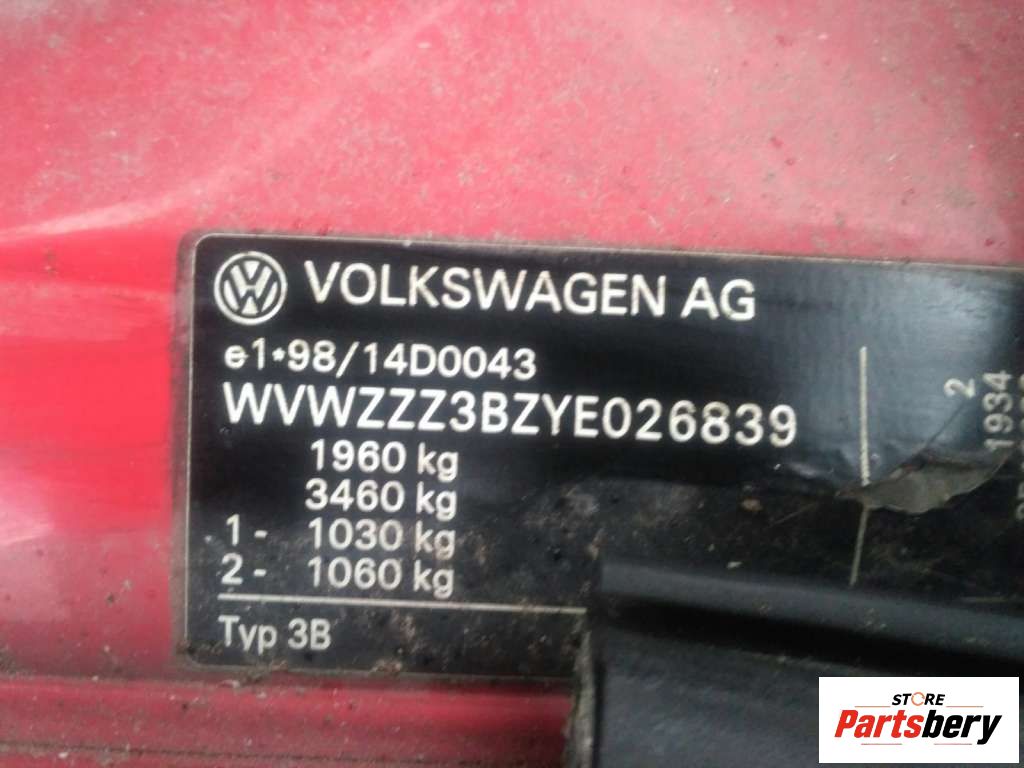 VOLKSWAGEN AG
e1*98/14D0043
WVWZZZ3BZYE026839
1960 kg
3460 kg
1 - 1030 kg
2 - 1060 kg
Typ 3B
2
1934
STORE
Partsbery